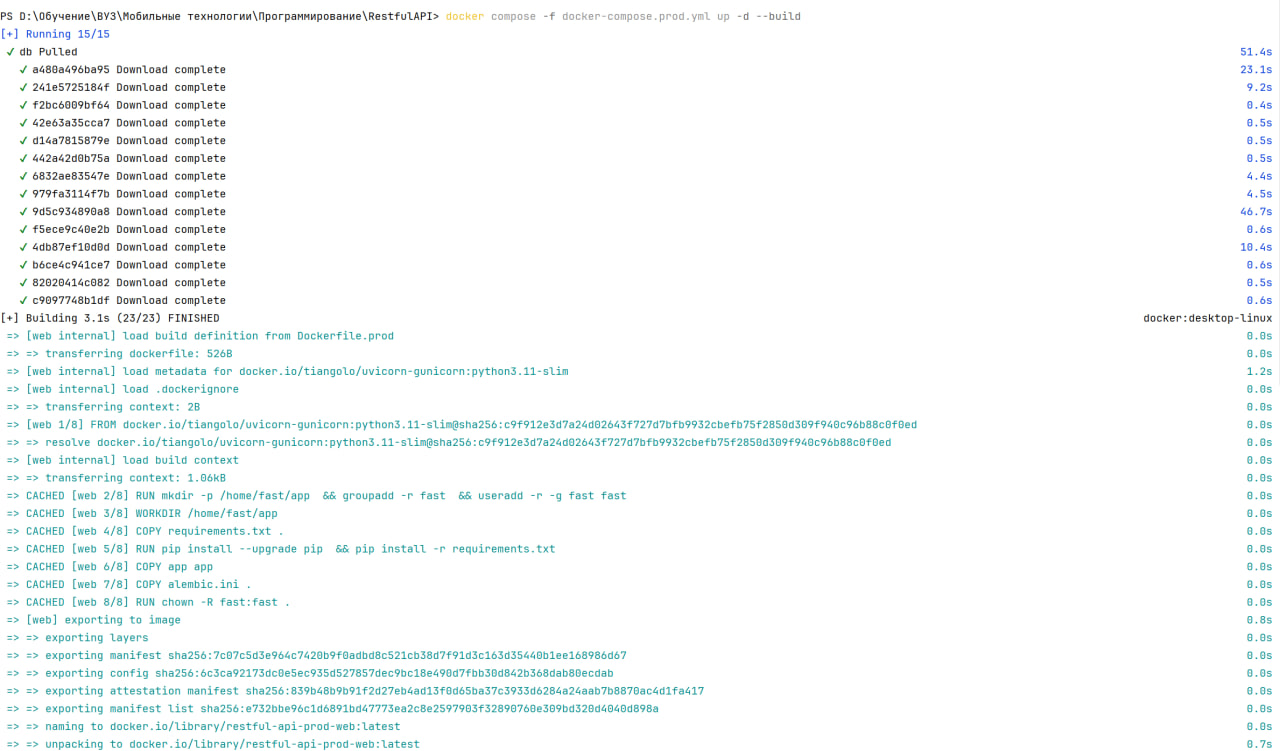 PS D:\Обучение\ВУЗ\Мобильные технологии\Программирование\RestfulAPI> docker compose -f docker-compose.prod.yml up -d --build
[+] Running 15/15
✓ db Pulled 51.4s
✓ a480a496ba95 Download complete 23.1s
✓ 241e5725184f Download complete 9.2s
✓ f2bc6009bf64 Download complete 0.4s
✓ 42e63a35cca7 Download complete 0.5s
✓ d14a7815879e Download complete 0.5s
✓ 442a42d0b75a Download complete 0.5s
✓ 6832ae83547e Download complete 4.4s
✓ 979fa3114f7b Download complete 4.5s
✓ 9d5c934890a8 Download complete 46.7s
✓ f5ece9c40e2b Download complete 0.6s
✓ 4db87ef10d0d Download complete 10.4s
✓ b6ce4c941ce7 Download complete 0.6s
✓ 82020414c082 Download complete 0.5s
✓ c9097748b1df Download complete 0.6s
[+] Building 3.1s (23/23) FINISHED docker:desktop-linux
=> [web internal] load build definition from Dockerfile.prod 0.0s
=> => transferring dockerfile: 526B 0.0s
=> [web internal] load metadata for docker.io/tiangolo/uvicorn-gunicorn:python3.11-slim 1.2s
=> [web internal] load .dockerignore 0.0s
=> => transferring context: 2B 0.0s
=> [web 1/8] FROM docker.io/tiangolo/uvicorn-gunicorn:python3.11-slim@sha256:c9f912e3d7a24d02643f727d7bfb9932cbefb75f2850d309f940c96b88c0f0ed 0.0s
=> => resolve docker.io/tiangolo/uvicorn-gunicorn:python3.11-slim@sha256:c9f912e3d7a24d02643f727d7bfb9932cbefb75f2850d309f940c96b88c0f0ed 0.0s
=> [web internal] load build context 0.0s
=> => transferring context: 1.06kB 0.0s
=> CACHED [web 2/8] RUN mkdir -p /home/fast/app  && groupadd -r fast  && useradd -r -g fast fast 0.0s
=> CACHED [web 3/8] WORKDIR /home/fast/app 0.0s
=> CACHED [web 4/8] COPY requirements.txt . 0.0s
=> CACHED [web 5/8] RUN pip install --upgrade pip  && pip install -r requirements.txt 0.0s
=> CACHED [web 6/8] COPY app app 0.0s
=> CACHED [web 7/8] COPY alembic.ini . 0.0s
=> CACHED [web 8/8] RUN chown -R fast:fast . 0.0s
=> [web] exporting to image 0.8s
=> => exporting layers 0.0s
=> => exporting manifest sha256:7c07c5d3e964c7420b9f0adbd8c521cb38d7f91d3c163d35440b1ee168986d67 0.0s
=> => exporting config sha256:6c3ca92173dc0e5ec935d527857dec9bc18e490d7fbb30d842b368dab80ecdab 0.0s
=> => exporting attestation manifest sha256:839b48b9b91f2d27eb4ad13f0d65ba37c3933d6284a24aab7b8870ac4d1fa417 0.0s
=> => exporting manifest list sha256:e732bbe96c1d6891bd47773ea2c8e2597903f32890760e309bd320d4040d898a 0.0s
=> => naming to docker.io/library/restful-api-prod-web:latest 0.0s
=> => unpacking to docker.io/library/restful-api-prod-web:latest 0.7s